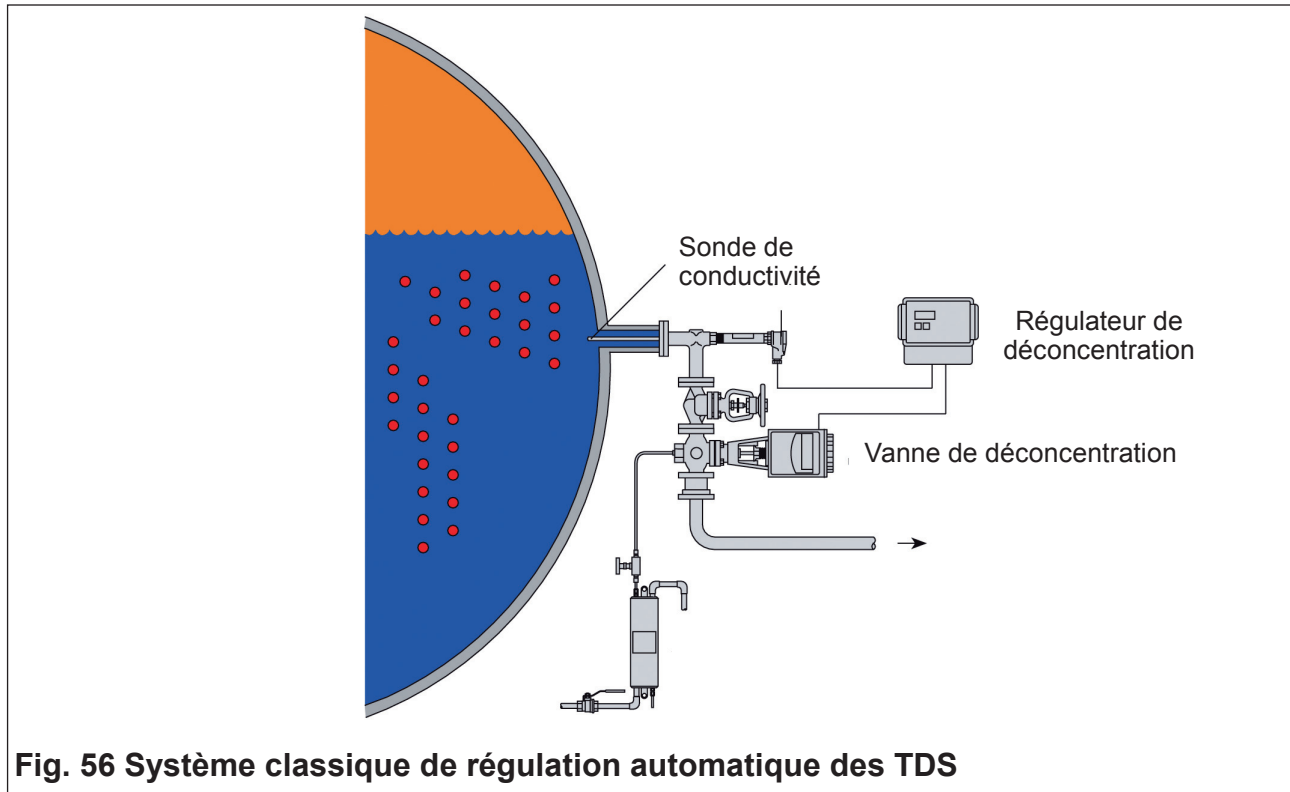 Sonde de
conductivité
Régulateur de
déconcentration
Vanne de déconcentration
Fig. 56 Système classique de régulation automatique des TDS